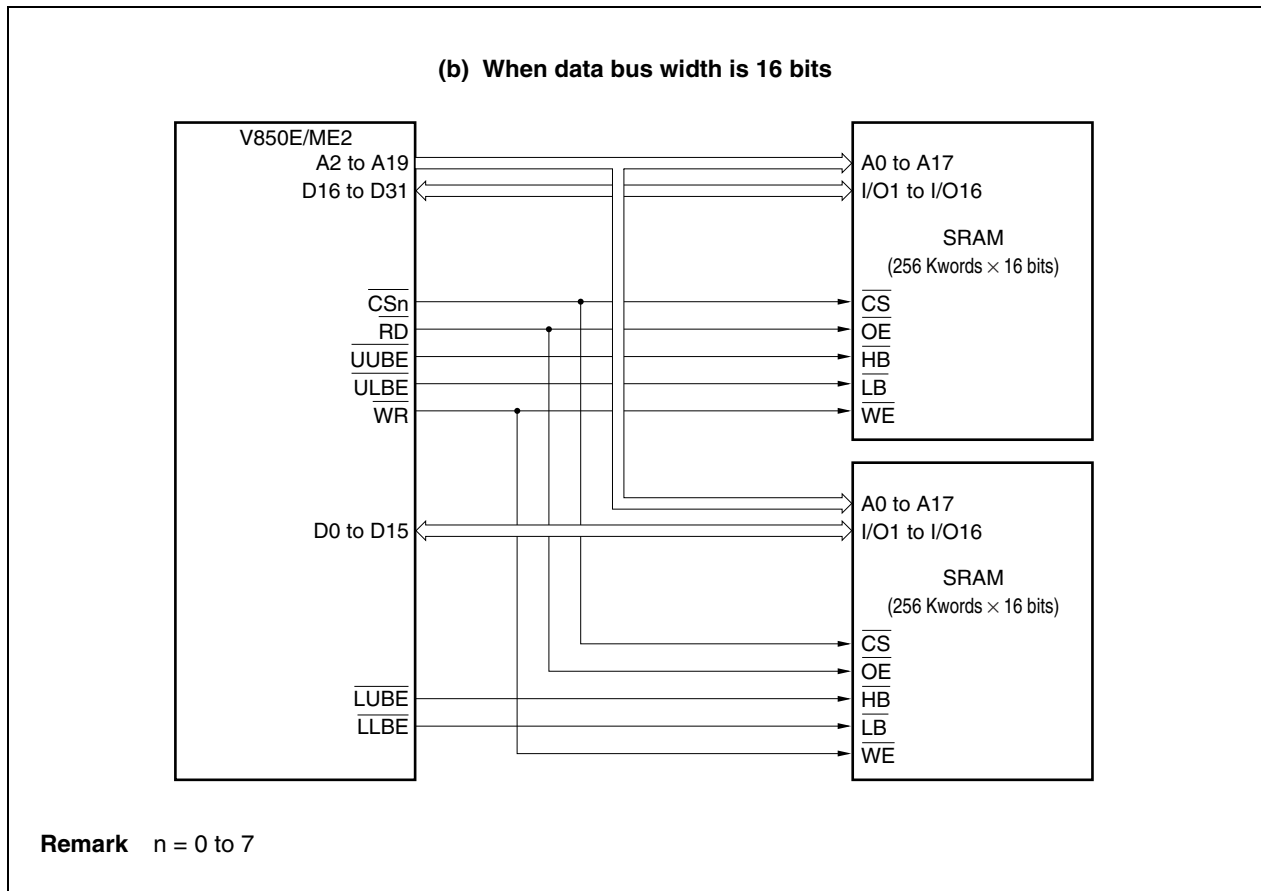 (b) When data bus width is 16 bits
V850E/ME2
A2 to A19
D16 to D31
CSn
RD
UUBE
ULBE
WR
D0 to D15
LUBE
LLBE
A0 to A17
I/O1 to I/O16
SRAM
(256 Kwords × 16 bits)
CS
OE
HB
LB
WE
A0 to A17
I/O1 to I/O16
SRAM
(256 Kwords × 16 bits)
CS
OE
HB
LB
WE
Remark n = 0 to 7